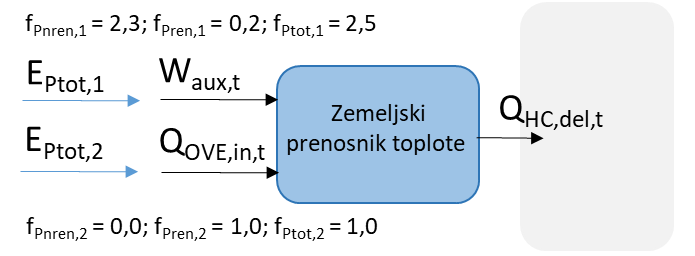 fPnren,1 = 2,3; fPren,1 = 0,2; fPtot,1 = 2,5
EPtot,1
Waux,t
Zemeljski
prenosnik toplote
QHC,del,t
EPtot,2
QOVE,in,t
fPnren,2 = 0,0; fPren,2 = 1,0; fPtot,2 = 1,0